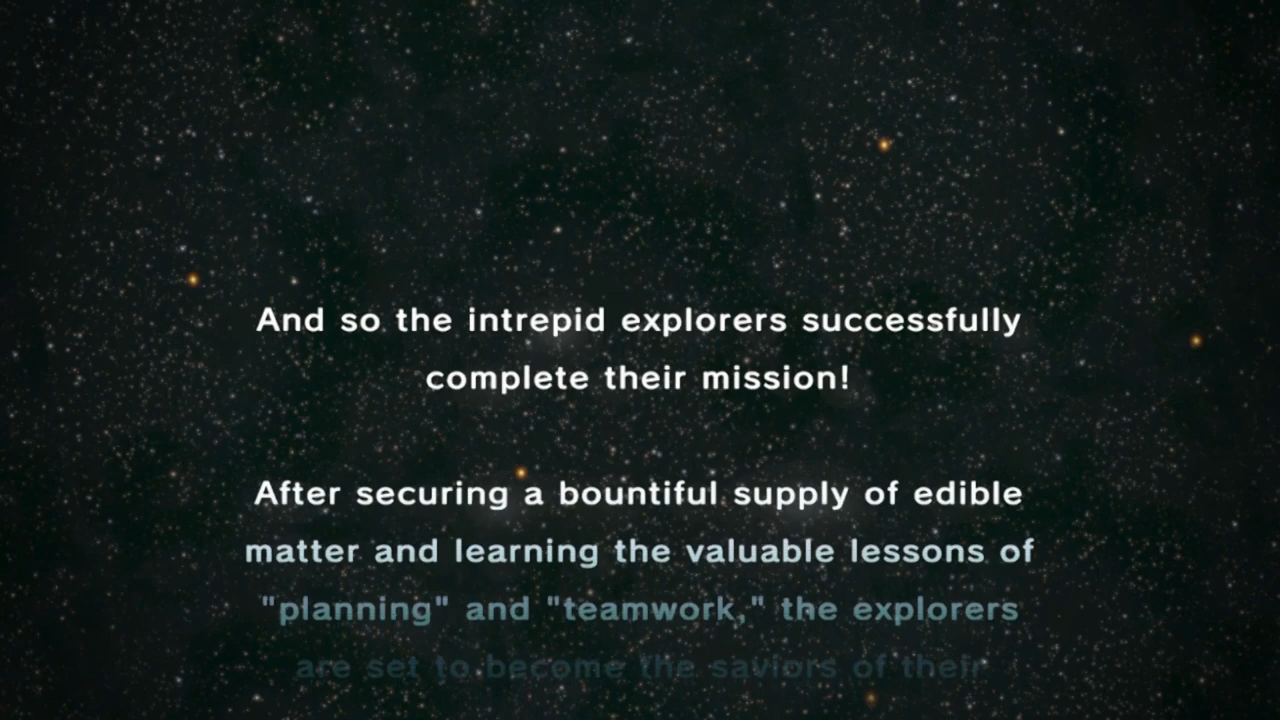 And so the intrepid explorers successfully
complete their mission!
After securing a bountiful supply of edible
matter and learning the valuable lessons of
"planning" and "teamwork," the explorers
are set to become the saviors of their